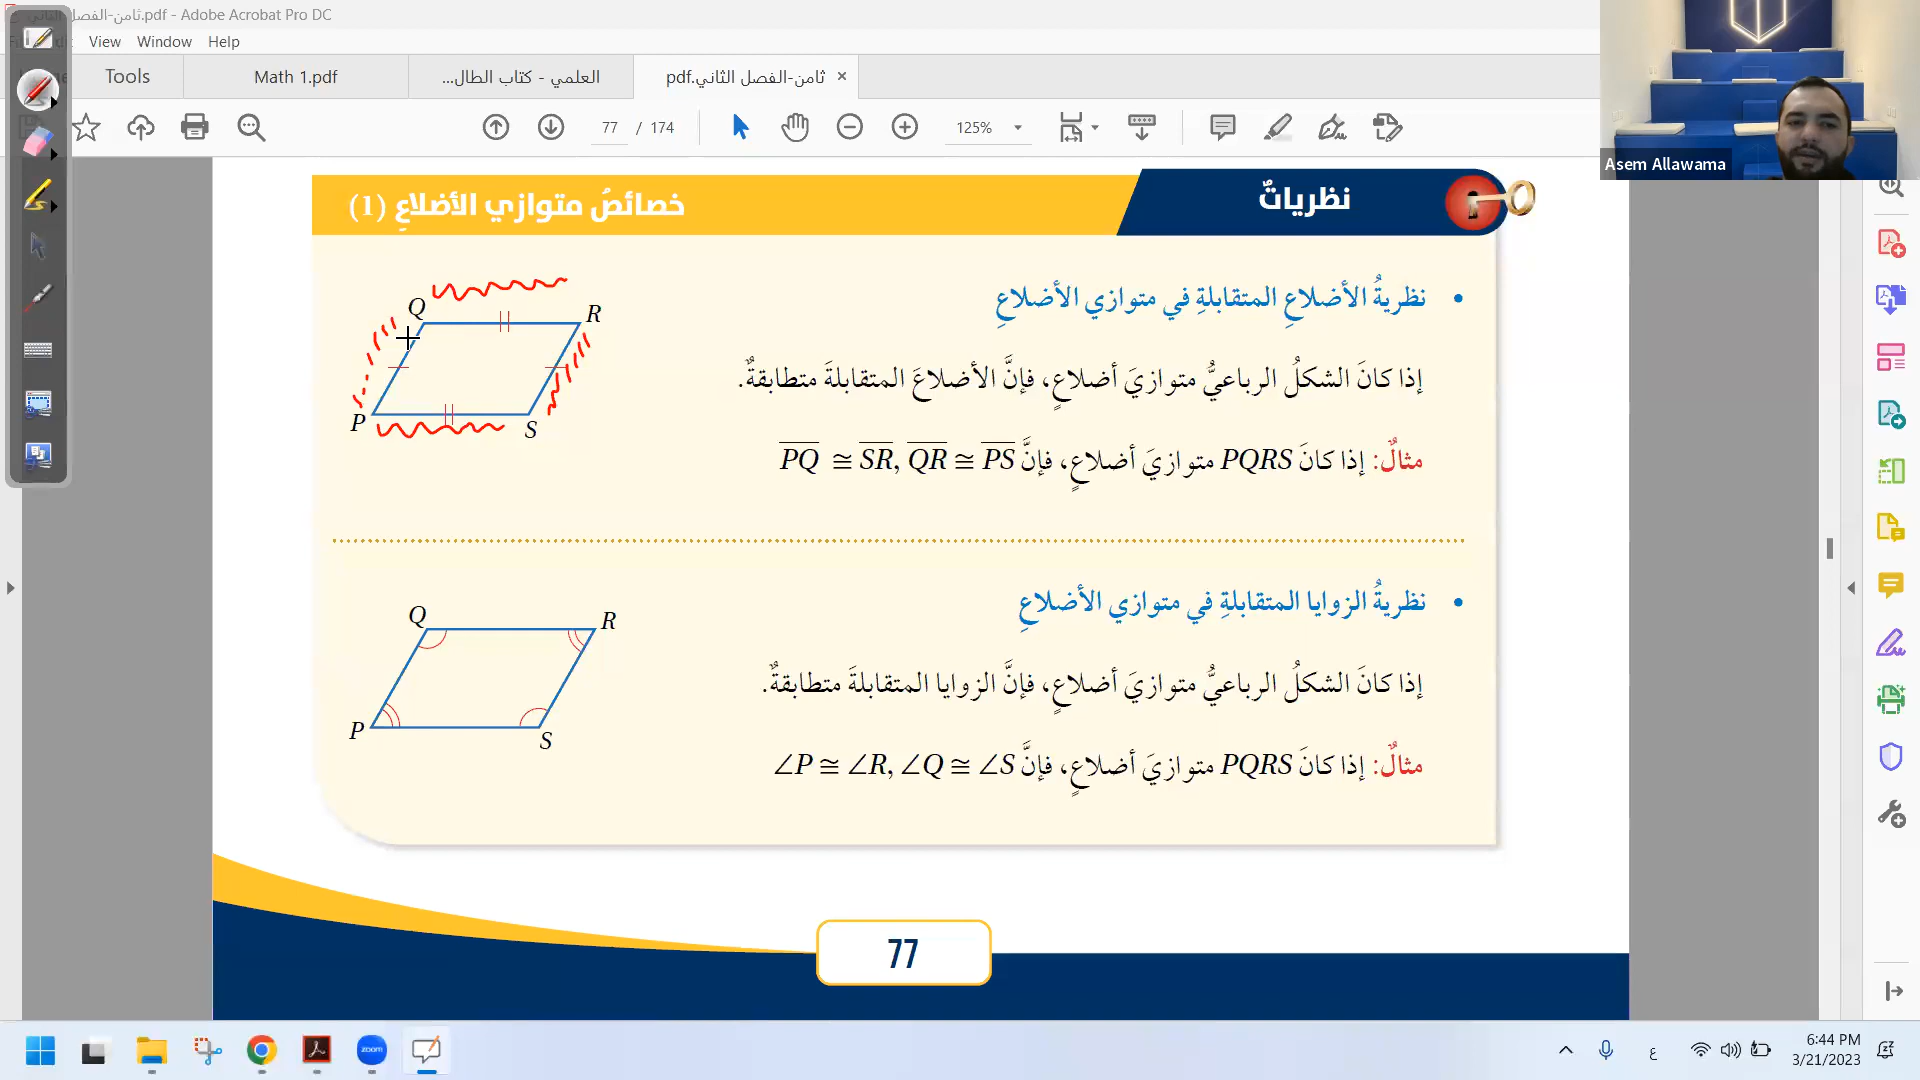 ثامن-الفصل الثاني.pdf - Adobe Acrobat Pro DC
View Window Help
Tools
Math 1.pdf
العلمي - كتاب الطال...
ثامن-الفصل الثاني.pdf
77 / 174
125%
Asem Allawama
نظرياتٌ
خصائصُ متوازي الأضلاعِ (1)
نظريةُ الأضلاعِ المتقابلةِ في متوازي الأضلاعِ
إذا كانَ الشكلُ الرباعيُّ متوازيَ أضلاعٍ، فإنَّ الأضلاعَ المتقابلةَ متطابقةٌ.
مثالٌ: إذا كانَ PQRS متوازيَ أضلاعٍ، فإنَّ PQ ≅ SR, QR ≅ PS
Q
R
P
S
نظريةُ الزوايا المتقابلةِ في متوازي الأضلاعِ
إذا كانَ الشكلُ الرباعيُّ متوازيَ أضلاعٍ، فإنَّ الزوايا المتقابلةَ متطابقةٌ.
مثالٌ: إذا كانَ PQRS متوازيَ أضلاعٍ، فإنَّ ∠P ≅ ∠R, ∠Q ≅ ∠S
Q
R
P
S
77
zoom
ع
6:44 PM
3/21/2023